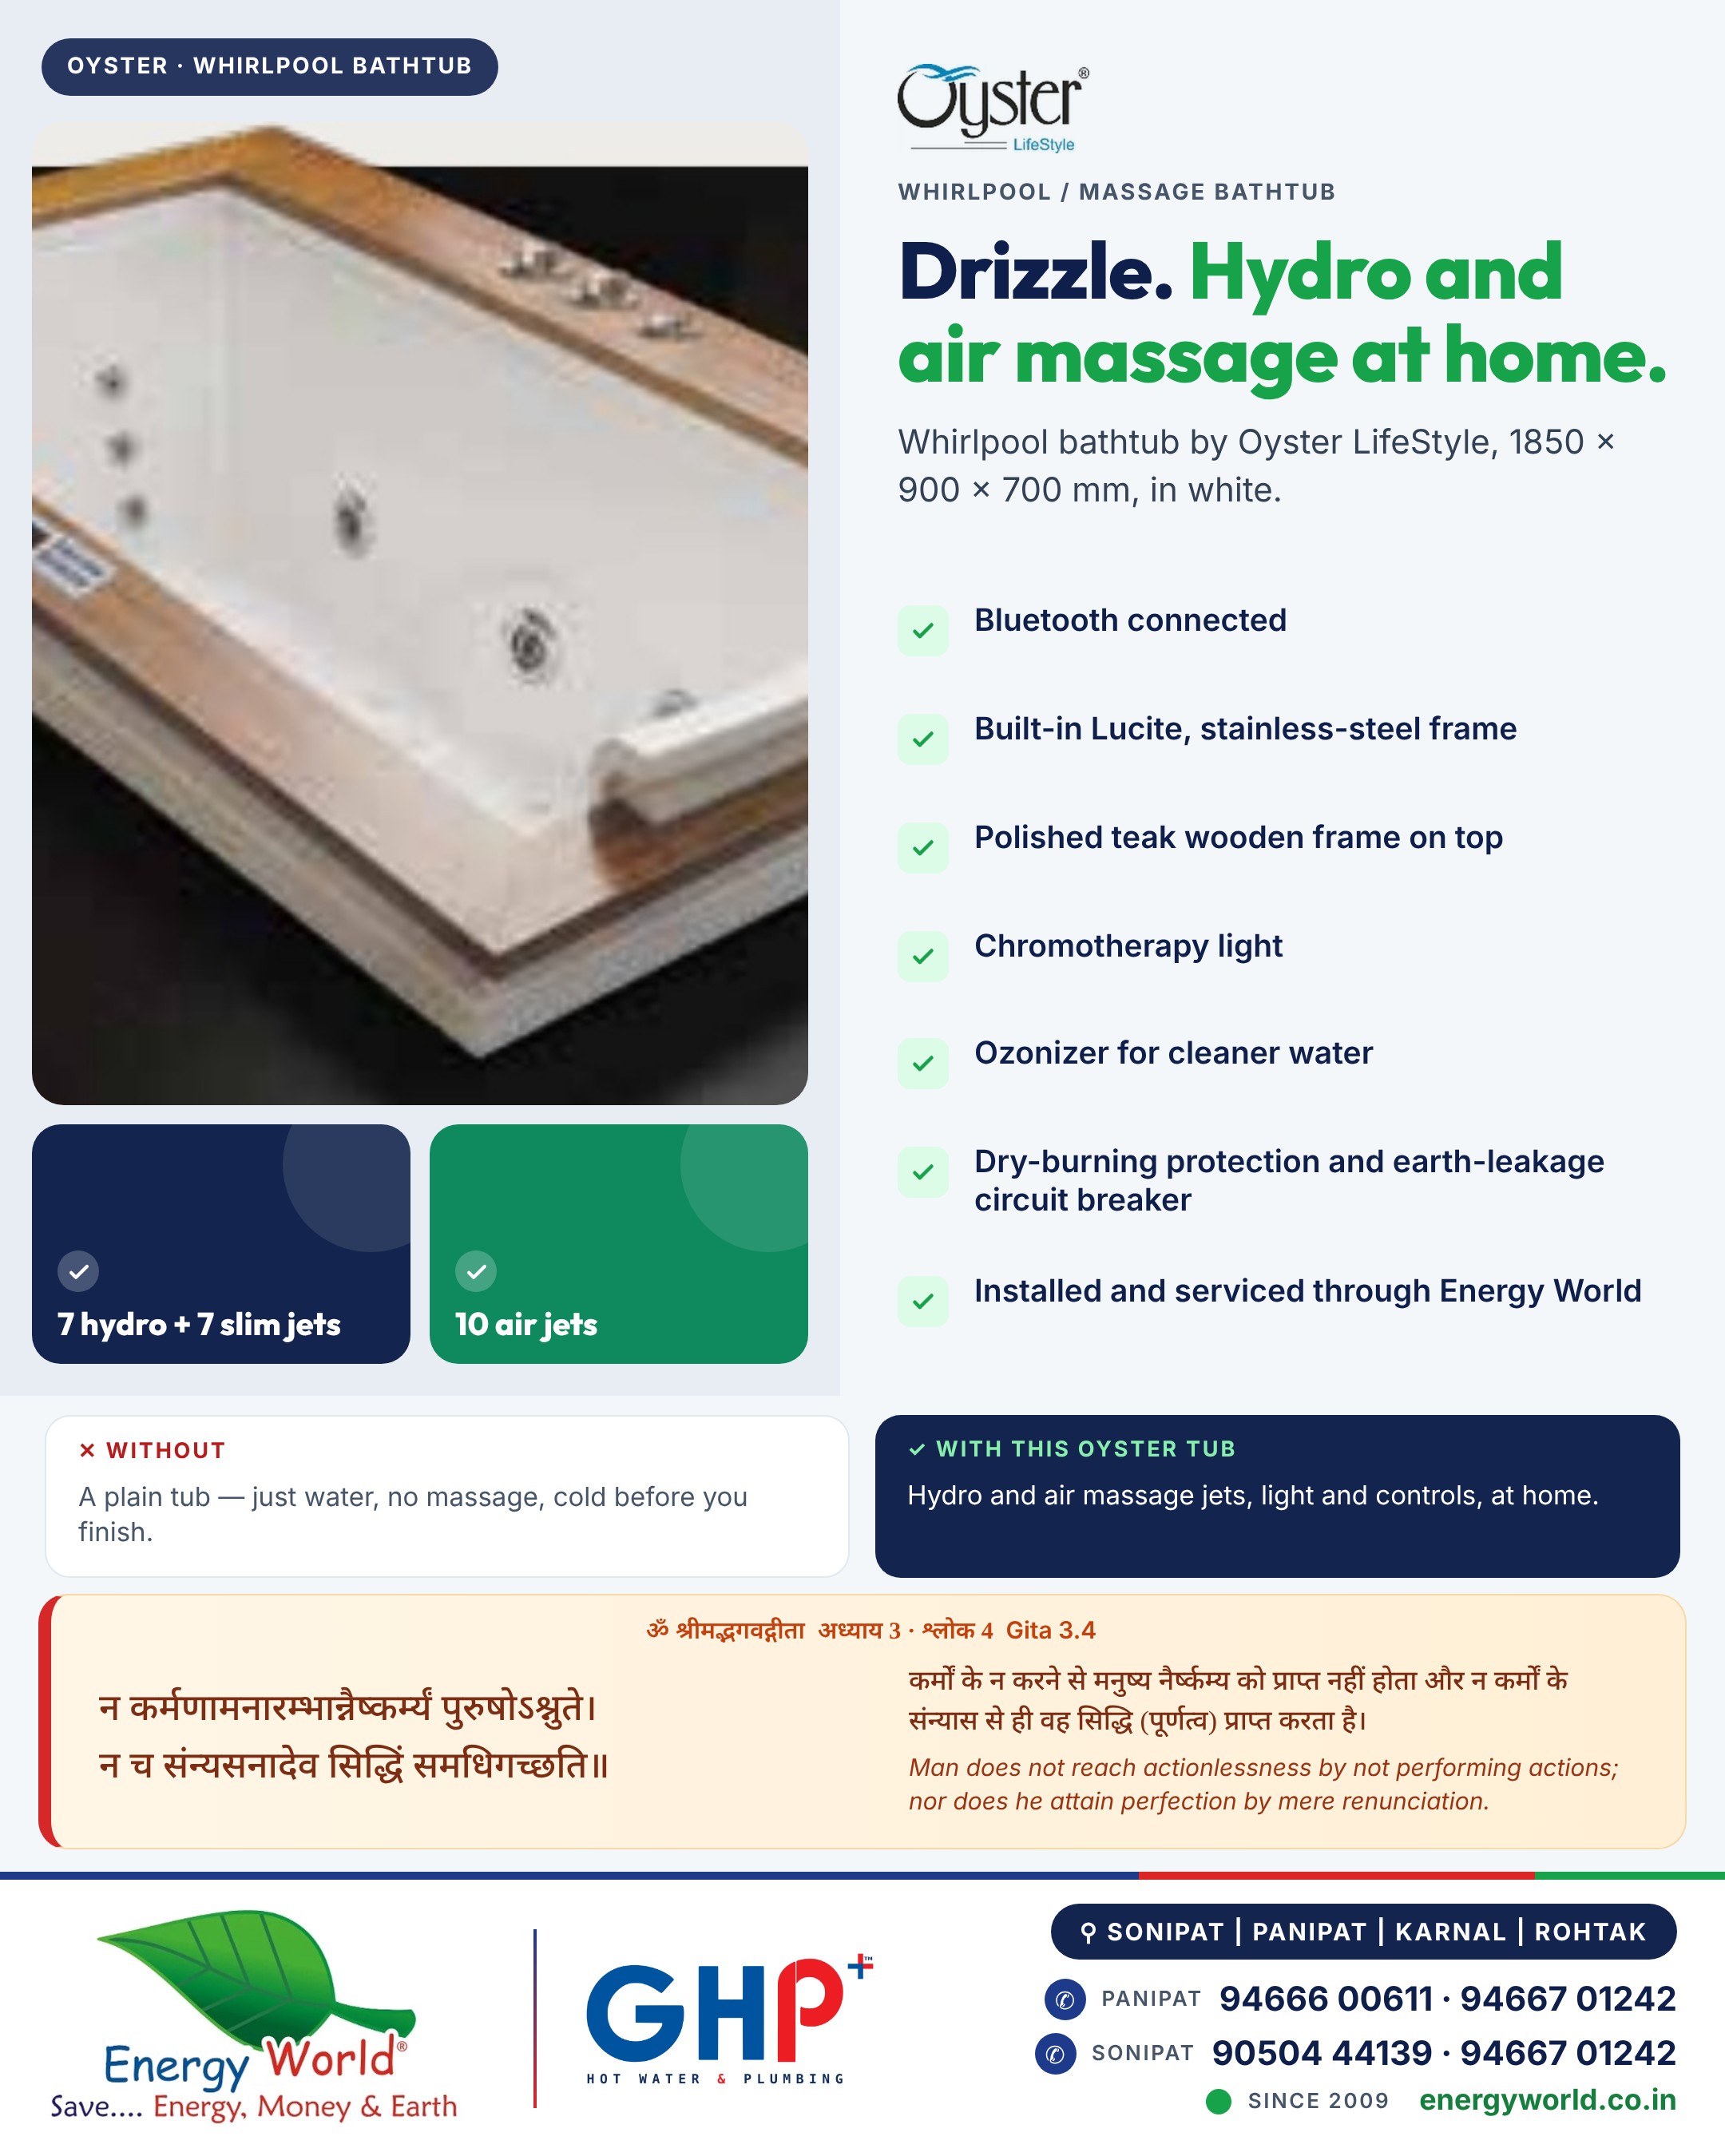 OYSTER · WHIRLPOOL BATHTUB
Oyster®
LifeStyle
WHIRLPOOL / MASSAGE BATHTUB
Drizzle. Hydro and
air massage at home.
Whirlpool bathtub by Oyster LifeStyle, 1850 ×
900 × 700 mm, in white.
Bluetooth connected
Built-in Lucite, stainless-steel frame
Polished teak wooden frame on top
Chromotherapy light
Ozonizer for cleaner water
Dry-burning protection and earth-leakage
circuit breaker
Installed and serviced through Energy World
7 hydro + 7 slim jets
10 air jets
✕ WITHOUT
A plain tub — just water, no massage, cold before you
finish.
✓ WITH THIS OYSTER TUB
Hydro and air massage jets, light and controls, at home.
ॐ श्रीमद्भगवद्गीता अध्याय 3 · श्लोक 4 Gita 3.4
न कर्मणामनारम्भान्नैष्कर्म्यं पुरुषोऽश्नुते।
न च संन्यसनादेव सिद्धिं समधिगच्छति॥
कर्मों के न करने से मनुष्य नैर्ष्कम्य को प्राप्त नहीं होता और न कर्मों के
संन्यास से ही वह सिद्धि (पूर्णत्व) प्राप्त करता है।
Man does not reach actionlessness by not performing actions;
nor does he attain perfection by mere renunciation.
Energy World®
Save.... Energy, Money & Earth
GHP+™
HOT WATER & PLUMBING
SONIPAT | PANIPAT | KARNAL | ROHTAK
PANIPAT 94666 00611 · 94667 01242
SONIPAT 90504 44139 · 94667 01242
SINCE 2009 energyworld.co.in